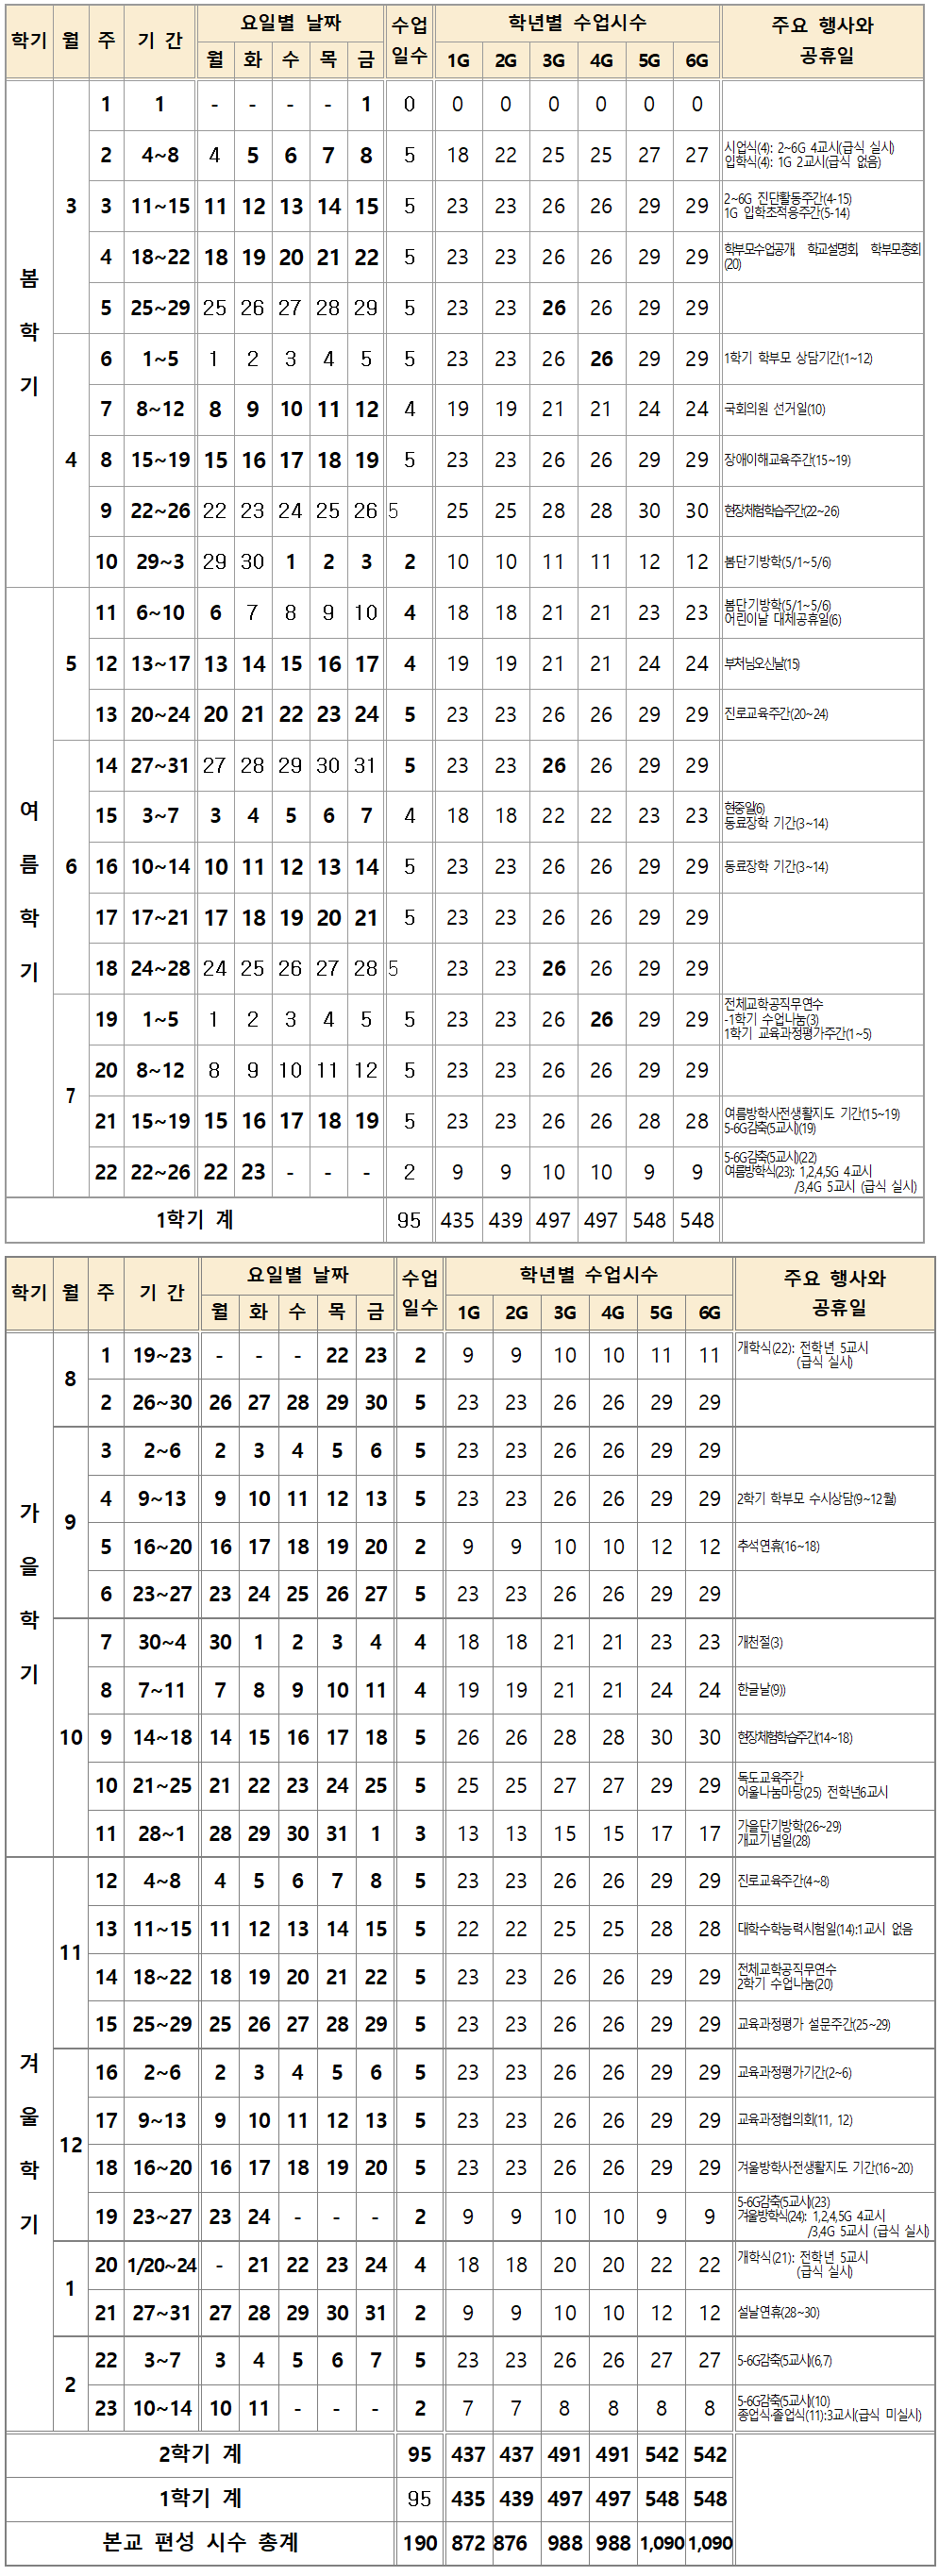 학기 월 주 기 간 요일별 날짜 수업 일수 학년별 수업시수 주요 행사와 공휴일
월 화 수 목 금 1G 2G 3G 4G 5G 6G
봄 학 기
3
1 1 - - - - 1 0 0 0 0 0 0 0
2 4~8 4 5 6 7 8 5 18 22 25 25 27 27 시업식(4): 2~6G 4교시(급식 실시)
입학식(4): 1G 2교시(급식 없음)
3 11~15 11 12 13 14 15 5 23 23 26 26 29 29 2~6G 진단활동주간(4-15)
1G 입학초적응주간(5-14)
4 18~22 18 19 20 21 22 5 23 23 26 26 29 29 학부모수업공개, 학교설명회, 학부모총회
(20)
5 25~29 25 26 27 28 29 5 23 23 26 26 29 29
4
6 1~5 1 2 3 4 5 5 23 23 26 26 29 29 1학기 학부모 상담기간(1~12)
7 8~12 8 9 10 11 12 4 19 19 21 21 24 24 국회의원 선거일(10)
8 15~19 15 16 17 18 19 5 23 23 26 26 29 29 장애이해교육주간(15~19)
9 22~26 22 23 24 25 26 5 25 25 28 28 30 30 현장체험학습주간(22~26)
10 29~3 29 30 1 2 3 2 10 10 11 11 12 12 봄단기방학(5/1~5/6)
여 름 학 기
5
11 6~10 6 7 8 9 10 4 18 18 21 21 23 23 봄단기방학(5/1~5/6)
어린이날 대체공휴일(6)
12 13~17 13 14 15 16 17 4 19 19 21 21 24 24 부처님오신날(15)
13 20~24 20 21 22 23 24 5 23 23 26 26 29 29 진로교육주간(20~24)
6
14 27~31 27 28 29 30 31 5 23 23 26 26 29 29
15 3~7 3 4 5 6 7 4 18 18 22 22 23 23 현중일(6)
동료장학 기간(3~14)
16 10~14 10 11 12 13 14 5 23 23 26 26 29 29 동료장학 기간(3~14)
17 17~21 17 18 19 20 21 5 23 23 26 26 29 29
18 24~28 24 25 26 27 28 5 23 23 26 26 29 29
7
19 1~5 1 2 3 4 5 5 23 23 26 26 29 29 전체교학공직무연수
-1학기 수업나눔(3)
1학기 교육과정평가주간(1~5)
20 8~12 8 9 10 11 12 5 23 23 26 26 29 29
21 15~19 15 16 17 18 19 5 23 23 26 26 28 28 여름방학사전생활지도 기간(15~19)
5-6G감축(5교시)(19)
22 22~26 22 23 - - - 2 9 9 10 10 9 9 5-6G감축(5교시)(22)
여름방학식(23): 1,2,4,5G 4교시
/3,4G 5교시 (급식 실시)
1학기 계 95 435 439 497 497 548 548
학기 월 주 기 간 요일별 날짜 수업 일수 학년별 수업시수 주요 행사와 공휴일
월 화 수 목 금 1G 2G 3G 4G 5G 6G
가 을 학 기
8
1 19~23 - - - 22 23 2 9 9 10 10 11 11 개학식(22): 전학년 5교시
(급식 실시)
2 26~30 26 27 28 29 30 5 23 23 26 26 29 29
9
3 2~6 2 3 4 5 6 5 23 23 26 26 29 29
4 9~13 9 10 11 12 13 5 23 23 26 26 29 29 2학기 학부모 수시상담(9~12월)
5 16~20 16 17 18 19 20 2 9 9 10 10 12 12 추석연휴(16~18)
6 23~27 23 24 25 26 27 5 23 23 26 26 29 29
10
7 30~4 30 1 2 3 4 4 18 18 21 21 23 23 개천절(3)
8 7~11 7 8 9 10 11 4 19 19 21 21 24 24 한글날(9))
9 14~18 14 15 16 17 18 5 26 26 28 28 30 30 현장체험학습주간(14~18)
10 21~25 21 22 23 24 25 5 25 25 27 27 29 29 독도교육주간
어울나눔마당(25) 전학년6교시
11 28~1 28 29 30 31 1 3 13 13 15 15 17 17 가을단기방학(26~29)
개교기념일(28)
겨 울 학 기
11
12 4~8 4 5 6 7 8 5 23 23 26 26 29 29 진로교육주간(4~8)
13 11~15 11 12 13 14 15 5 22 22 25 25 28 28 대학수학능력시험일(14):1교시 없음
14 18~22 18 19 20 21 22 5 23 23 26 26 29 29 전체교학공직무연수
2학기 수업나눔(20)
15 25~29 25 26 27 28 29 5 23 23 26 26 29 29 교육과정평가 설문주간(25~29)
12
16 2~6 2 3 4 5 6 5 23 23 26 26 29 29 교육과정평가기간(2~6)
17 9~13 9 10 11 12 13 5 23 23 26 26 29 29 교육과정협의회(11, 12)
18 16~20 16 17 18 19 20 5 23 23 26 26 29 29 겨울방학사전생활지도 기간(16~20)
19 23~27 23 24 - - - 2 9 9 10 10 9 9 5-6G감축(5교시)(23)
겨울방학식(24): 1,2,4,5G 4교시
/3,4G 5교시 (급식 실시)
1
20 1/20~24 - 21 22 23 24 4 18 18 20 20 22 22 개학식(21): 전학년 5교시
(급식 실시)
21 27~31 27 28 29 30 31 2 9 9 10 10 12 12 설날연휴(28~30)
2
22 3~7 3 4 5 6 7 5 23 23 26 26 27 27 5-6G감축(5교시)(6,7)
23 10~14 10 11 - - - 2 7 7 8 8 8 8 5-6G감축(5교시)(10)
종업식·졸업식(11):3교시(급식 미실시)
2학기 계 95 437 437 491 491 542 542
1학기 계 95 435 439 497 497 548 548
본교 편성 시수 총계 190 872 876 988 988 1,090 1,090